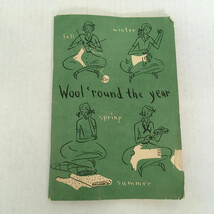 fall winter
Wool 'round the year
spring
summer